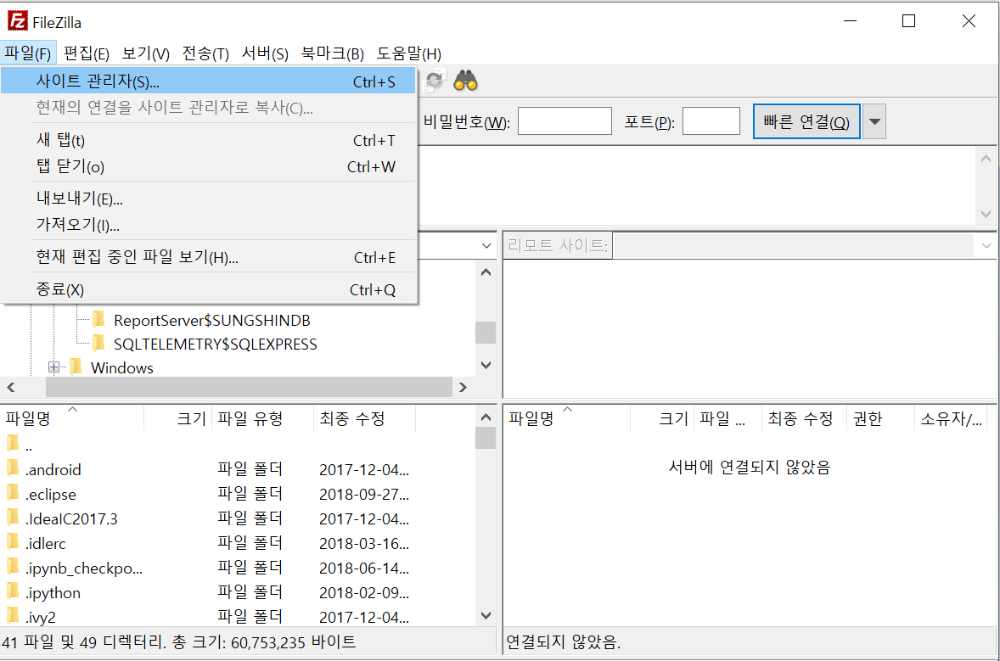 FileZilla
파일(F) 편집(E) 보기(V) 전송(T) 서버(S) 북마크(B) 도움말(H)
사이트 관리자(S)... Ctrl+S
현재의 연결을 사이트 관리자로 복사(C)...
새 탭(t) Ctrl+T
탭 닫기(o) Ctrl+W
내보내기(E)...
가져오기(I)...
현재 편집 중인 파일 보기(H)... Ctrl+E
종료(X) Ctrl+Q
비밀번호(W): 포트(P): 빠른 연결(Q)
리모트 사이트:
ReportServer$SUNGSHINDB
SQLTELEMETRY$SQLEXPRESS
Windows
파일명 크기 파일 유형 최종 수정
..
.android 파일 폴더 2017-12-04...
.eclipse 파일 폴더 2018-09-27...
.IdeaIC2017.3 파일 폴더 2017-12-04...
.idlerc 파일 폴더 2018-03-16...
.ipynb_checkpo... 파일 폴더 2018-06-14...
.ipython 파일 폴더 2018-02-09...
.ivy2 파일 폴더 2017-12-04...
41 파일 및 49 디렉터리. 총 크기: 60,753,235 바이트
파일명 크기 파일 ... 최종 수정 권한 소유자/...
서버에 연결되지 않았음
연결되지 않았음.